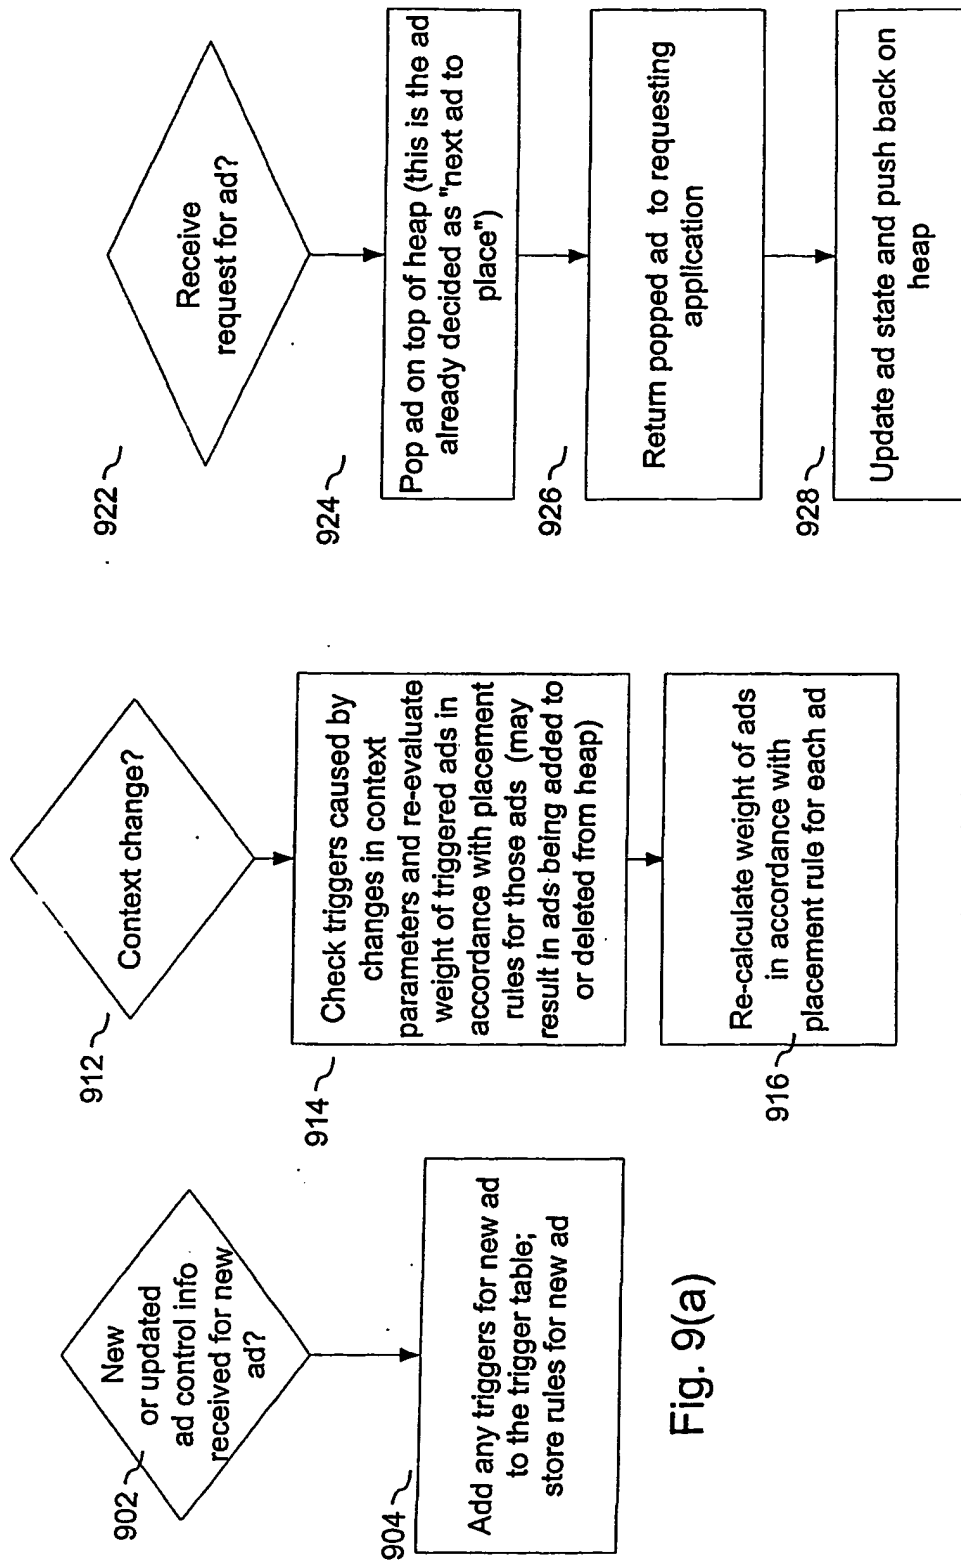 902
New
or updated
ad control info
received for new
ad?
904
Add any triggers for new ad
to the trigger table;
store rules for new ad
912
Context change?
914
Check triggers caused by
changes in context
parameters and re-evaluate
weight of triggered ads in
accordance with placement
rules for those ads (may
result in ads being added to
or deleted from heap)
916
Re-calculate weight of ads
in accordance with
placement rule for each ad
922
Receive
request for ad?
924
Pop ad on top of heap (this is the ad
already decided as "next ad to
place")
926
Return popped ad to requesting
application
928
Update ad state and push back on
heap
Fig. 9(a)